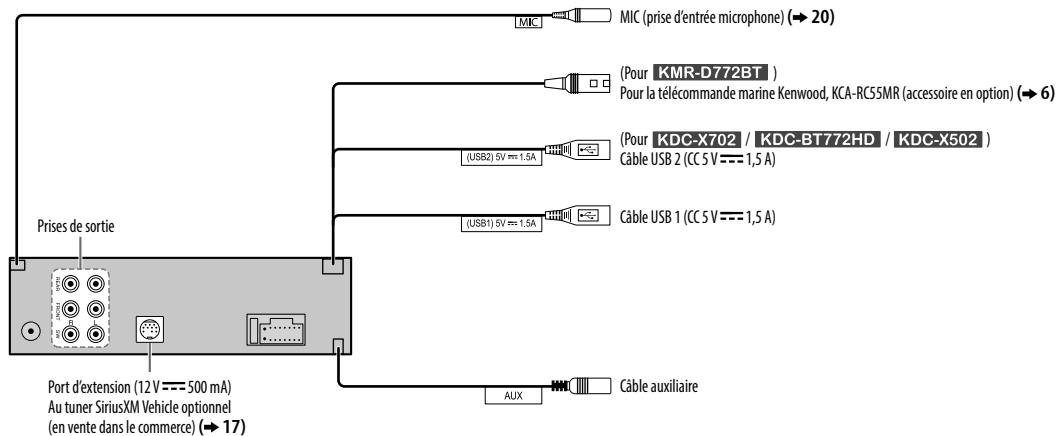 MIC
MIC (prise d’entrée microphone) (➜ 20)
(Pour KMR-D772BT )
Pour la télécommande marine Kenwood, KCA-RC55MR (accessoire en option) (➜ 6)
(Pour KDC-X702 / KDC-BT772HD / KDC-X502 )
(USB2) 5V ⎓ 1.5A
Câble USB 2 (CC 5 V ⎓ 1,5 A)
(USB1) 5V ⎓ 1.5A
Câble USB 1 (CC 5 V ⎓ 1,5 A)
Prises de sortie
REAR
FRONT
R L
SW
Port d’extension (12 V ⎓ 500 mA)
Au tuner SiriusXM Vehicle optionnel
(en vente dans le commerce) (➜ 17)
AUX
Câble auxiliaire